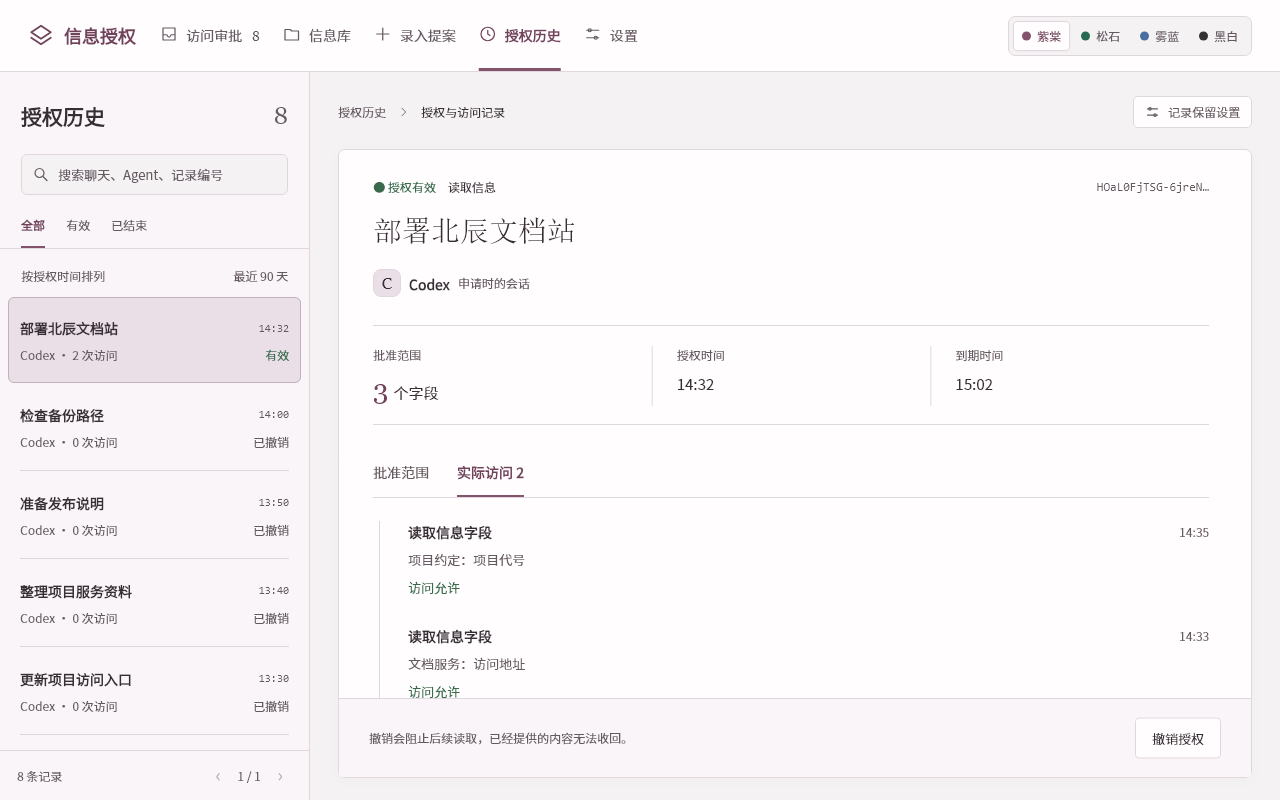 信息授权
访问审批 8
信息库
录入提案
授权历史
设置
紫棠
松石
雾蓝
黑白
授权历史 8
搜索聊天、Agent、记录编号
全部 有效 已结束
按授权时间排列 最近 90 天
部署北辰文档站 14:32
Codex · 2 次访问 有效
检查备份路径 14:00
Codex · 0 次访问 已撤销
准备发布说明 13:50
Codex · 0 次访问 已撤销
整理项目服务资料 13:40
Codex · 0 次访问 已撤销
更新项目访问入口 13:30
Codex · 0 次访问 已撤销
8 条记录 ‹ 1 / 1 ›
授权历史 > 授权与访问记录
记录保留设置
授权有效 读取信息 HOaL0FjTSG-6jreN…
部署北辰文档站
C Codex 申请时的会话
批准范围 授权时间 到期时间
3 个字段 14:32 15:02
批准范围 实际访问 2
读取信息字段 14:35
项目约定：项目代号
访问允许
读取信息字段 14:33
文档服务：访问地址
访问允许
撤销会阻止后续读取，已经提供的内容无法收回。
撤销授权